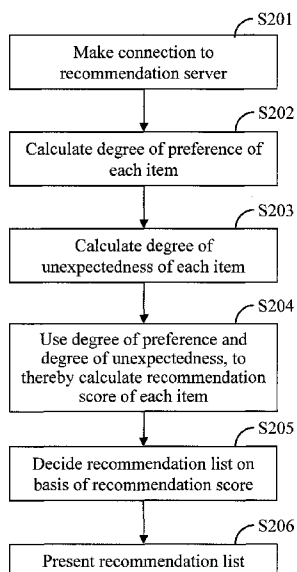 S201
Make connection to
recommendation server
S202
Calculate degree of preference of
each item
S203
Calculate degree of
unexpectedness of each item
S204
Use degree of preference and
degree of unexpectedness, to
thereby calculate recommendation
score of each item
S205
Decide recommendation list on
basis of recommendation score
S206
Present recommendation list